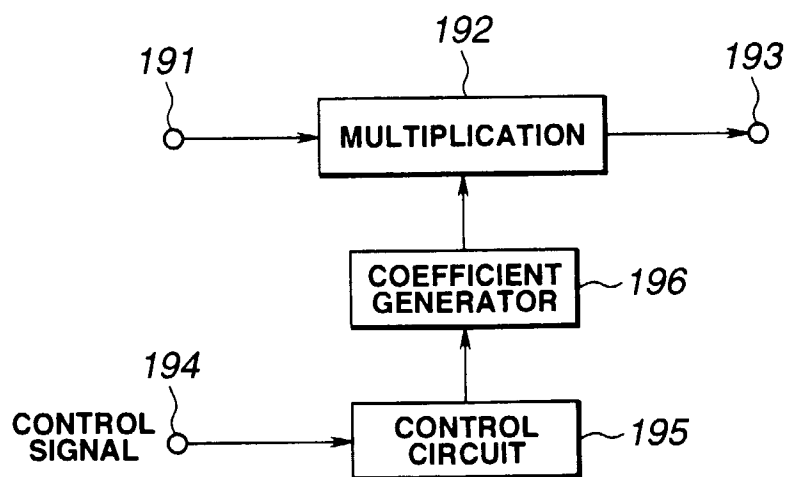 192
191
193
MULTIPLICATION
COEFFICIENT
GENERATOR
196
194
CONTROL
SIGNAL
CONTROL
CIRCUIT
195